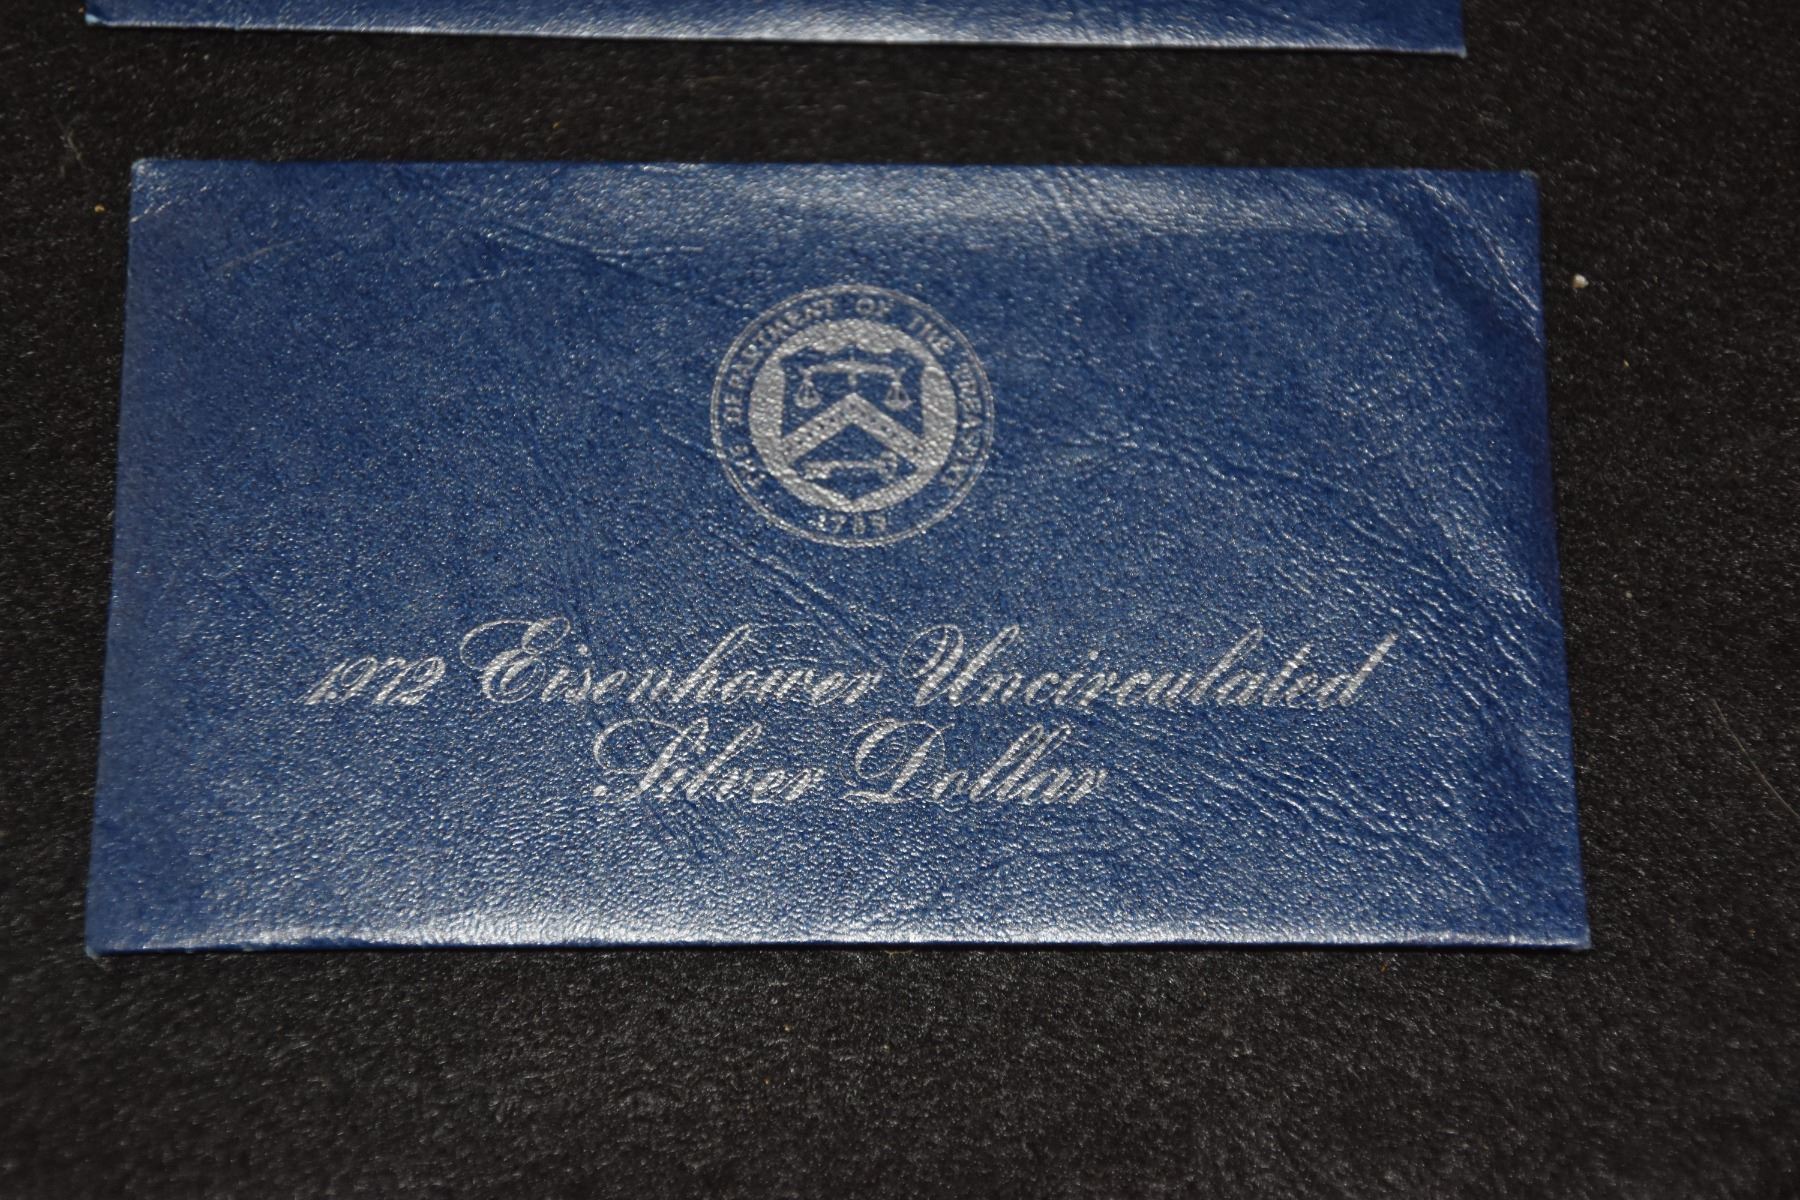 THE DEPARTMENT OF THE TREASURY
1789
1972 Eisenhower Uncirculated
Silver Dollar